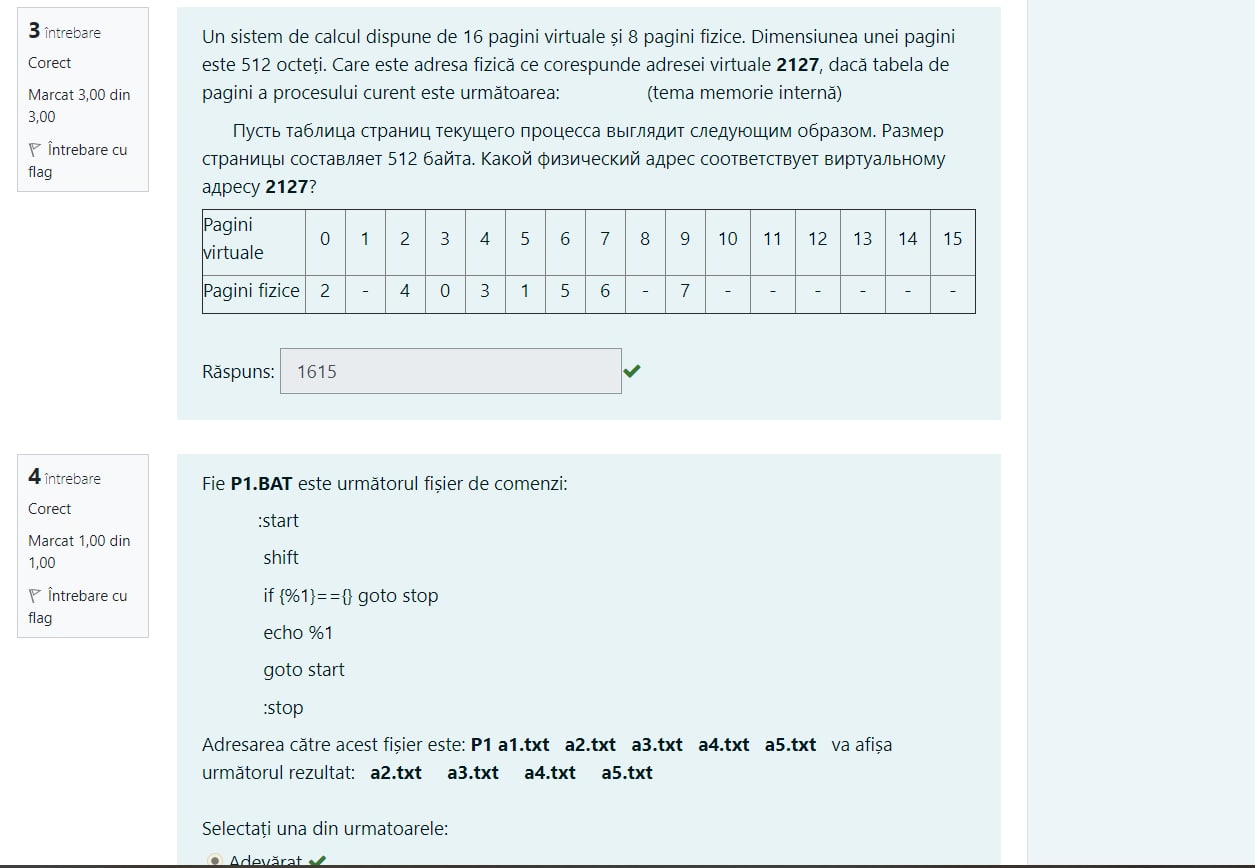 3 întrebare
Corect
Marcat 3,00 din
3,00
Întrebare cu
flag
Un sistem de calcul dispune de 16 pagini virtuale și 8 pagini fizice. Dimensiunea unei pagini
este 512 octeți. Care este adresa fizică ce corespunde adresei virtuale 2127, dacă tabela de
pagini a procesului curent este următoarea: (tema memorie internă)
Пусть таблица страниц текущего процесса выглядит следующим образом. Размер
страницы составляет 512 байта. Какой физический адрес соответствует виртуальному
адресу 2127?
Pagini
virtuale 0 1 2 3 4 5 6 7 8 9 10 11 12 13 14 15
Pagini fizice 2 - 4 0 3 1 5 6 - 7 - - - - - -
Răspuns: 1615
4 întrebare
Corect
Marcat 1,00 din
1,00
Întrebare cu
flag
Fie P1.BAT este următorul fișier de comenzi:
:start
shift
if {%1}=={} goto stop
echo %1
goto start
:stop
Adresarea către acest fișier este: P1 a1.txt a2.txt a3.txt a4.txt a5.txt va afișa
următorul rezultat: a2.txt a3.txt a4.txt a5.txt
Selectați una din urmatoarele:
Adevărat